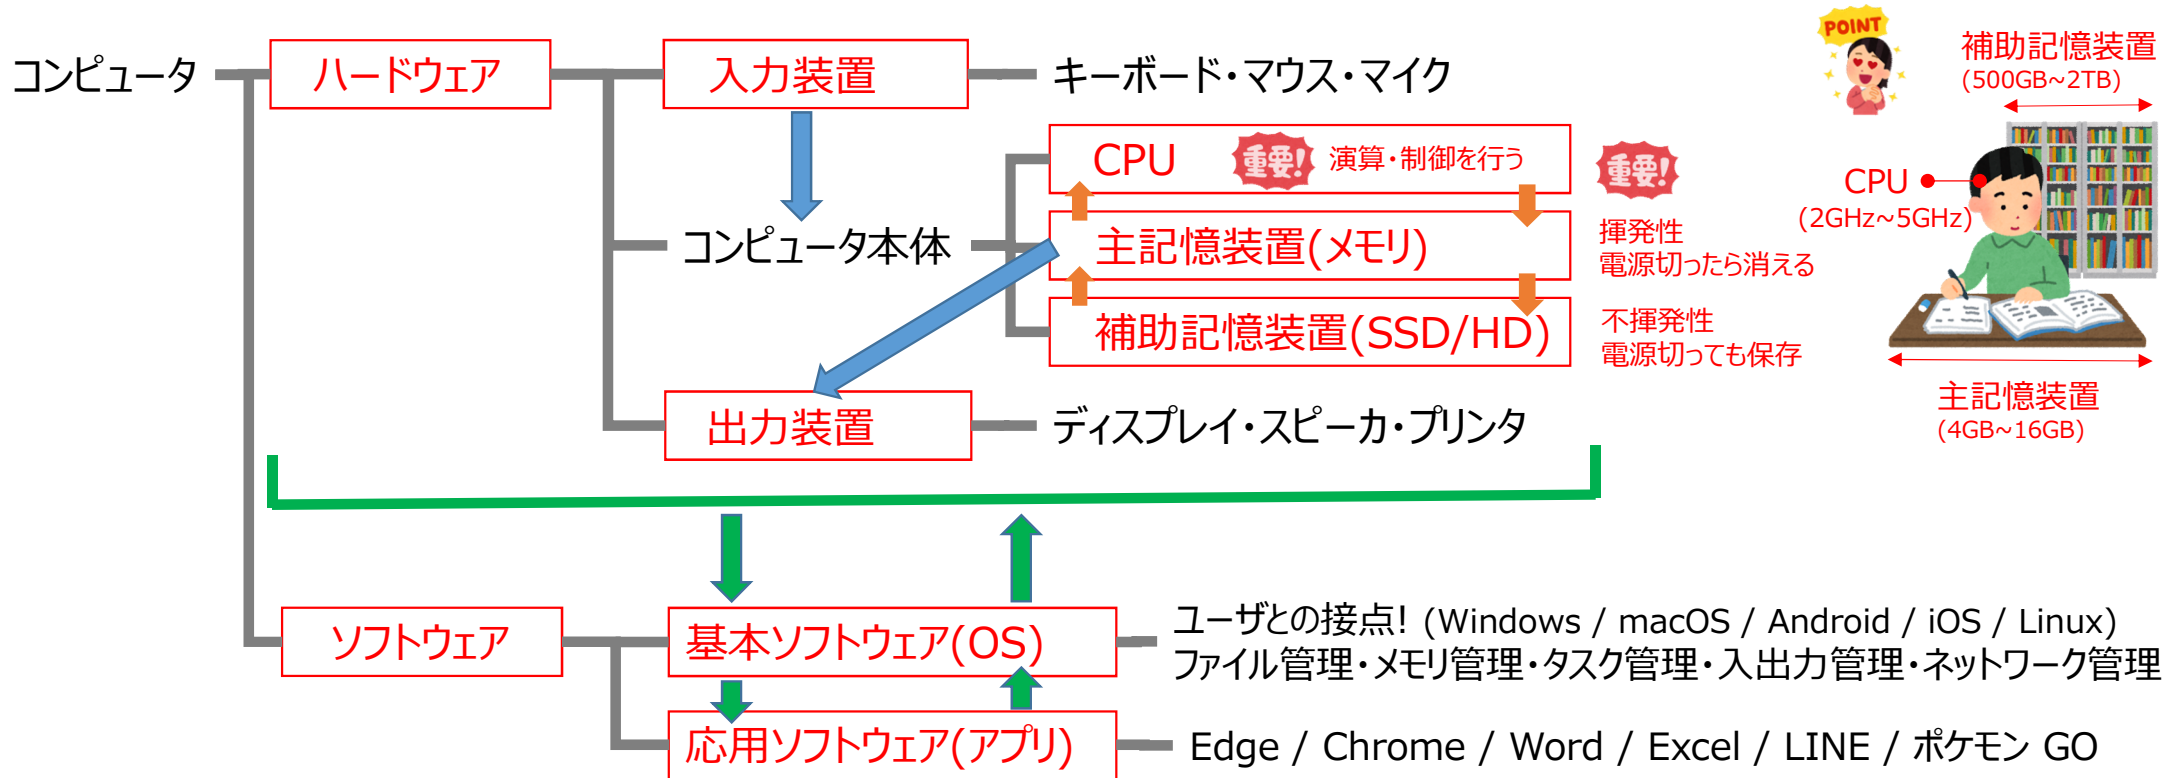 コンピュータ
ハードウェア
入力装置
キーボード・マウス・マイク
CPU
重要!
演算・制御を行う
重要!
コンピュータ本体
主記憶装置(メモリ)
揮発性
電源切ったら消える
補助記憶装置(SSD/HD)
不揮発性
電源切っても保存
出力装置
ディスプレイ・スピーカ・プリンタ
POINT
補助記憶装置
(500GB~2TB)
CPU
(2GHz~5GHz)
主記憶装置
(4GB~16GB)
ソフトウェア
基本ソフトウェア(OS)
ユーザとの接点! (Windows / macOS / Android / iOS / Linux)
ファイル管理・メモリ管理・タスク管理・入出力管理・ネットワーク管理
応用ソフトウェア(アプリ)
Edge / Chrome / Word / Excel / LINE / ポケモン GO